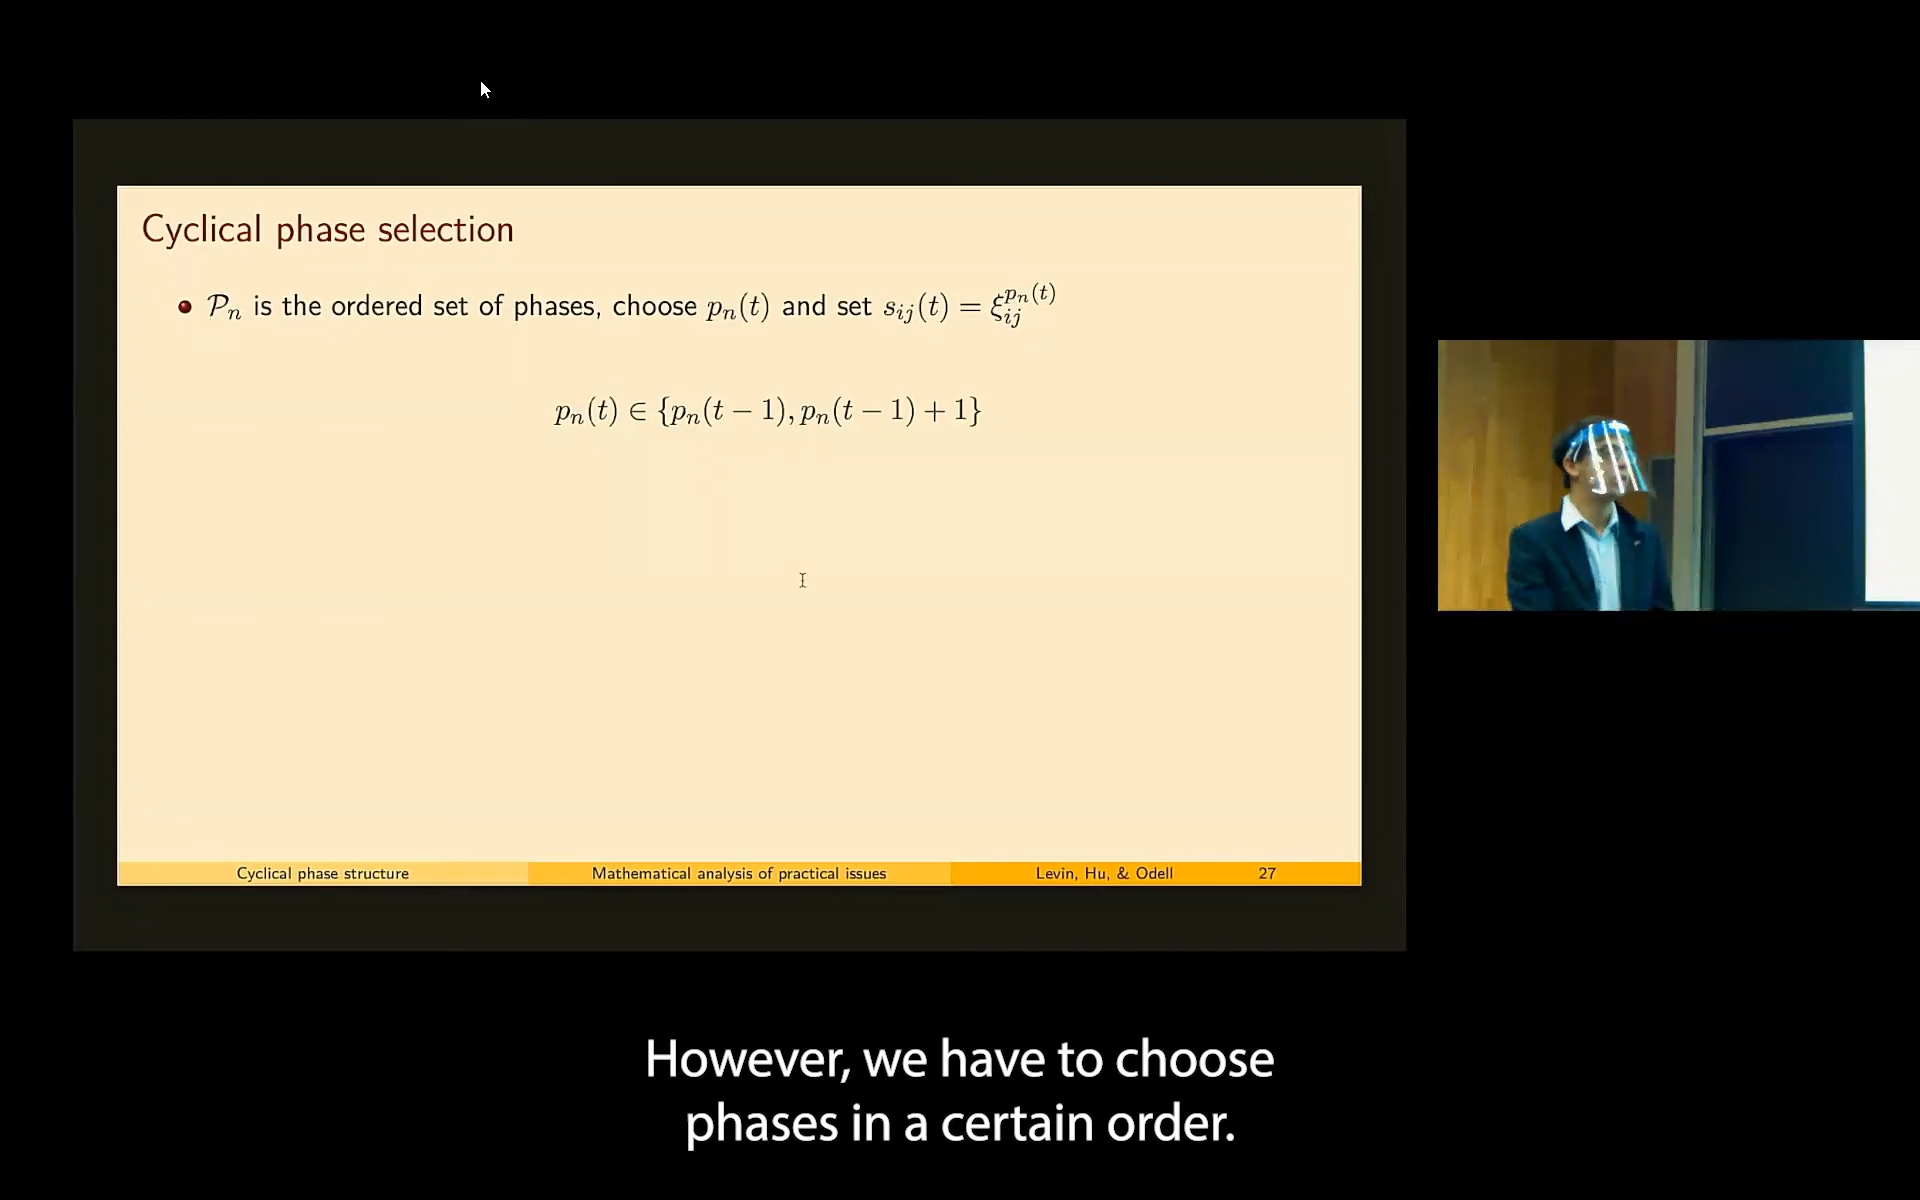 Cyclical phase selection
• 𝒫ₙ is the ordered set of phases, choose pₙ(t) and set sᵢⱼ(t) = ξᵢⱼ^{pₙ(t)}
pₙ(t) ∈ {pₙ(t − 1), pₙ(t − 1) + 1}
Cyclical phase structure Mathematical analysis of practical issues Levin, Hu, & Odell 27
However, we have to choose
phases in a certain order.